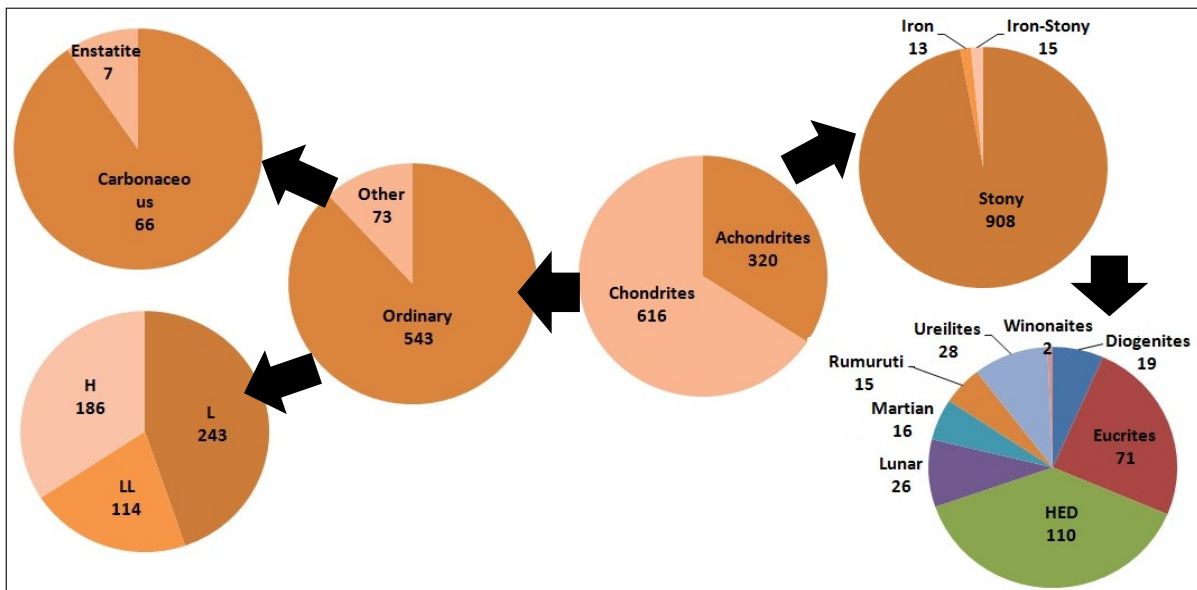 Enstatite
7
Carbonaceo
us
66
Other
73
Ordinary
543
H
186
L
243
LL
114
Achondrites
320
Chondrites
616
Iron
13
Iron-Stony
15
Stony
908
Ureilites
28
Winonaites
2
Diogenites
19
Rumuruti
15
Martian
16
Lunar
26
Eucrites
71
HED
110